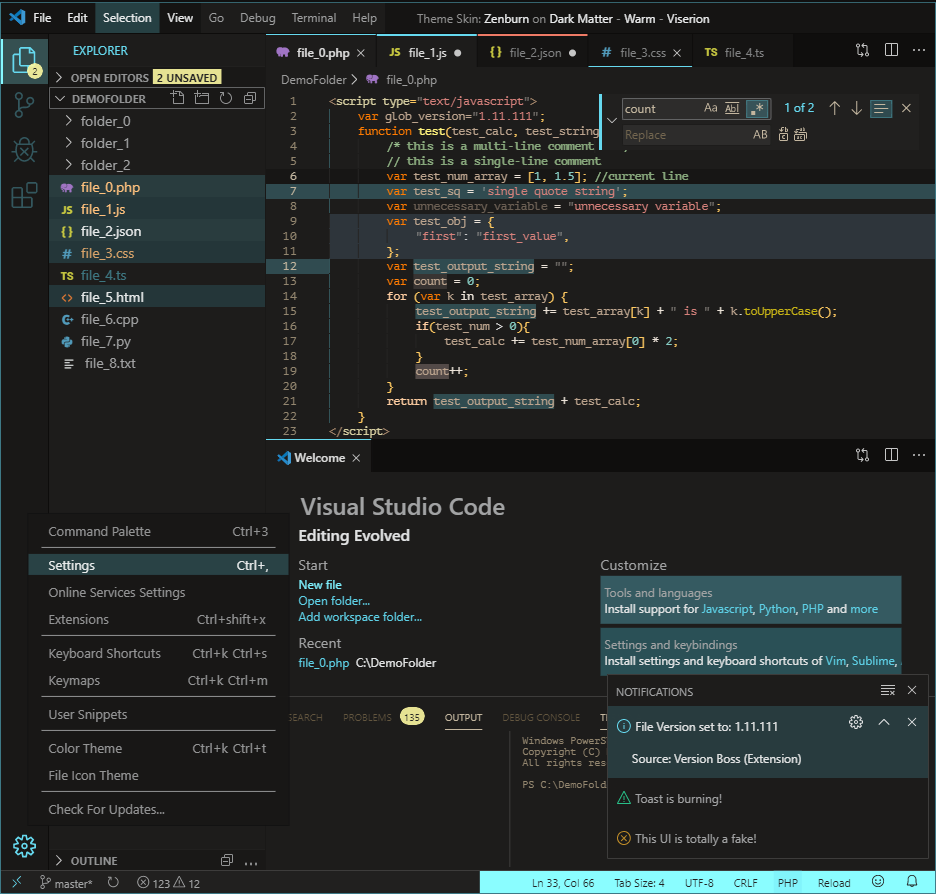 File Edit Selection View Go Debug Terminal Help Theme Skin: Zenburn on Dark Matter - Warm - Viserion
2
EXPLORER
OPEN EDITORS 2 UNSAVED
DEMOFOLDER
folder_0
folder_1
folder_2
file_0.php
JS file_1.js
{} file_2.json
# file_3.css
TS file_4.ts
<> file_5.html
file_6.cpp
file_7.py
file_8.txt
file_0.php × JS file_1.js ● {} file_2.json ● # file_3.css × TS file_4.ts
DemoFolder > file_0.php
count Aa Abl .* 1 of 2
Replace AB
1 <script type="text/javascript">
2 var glob_version="1.11.111";
3 function test(test_calc, test_string
4 /* this is a multi-line comment
5 // this is a single-line comment
6 var test_num_array = [1, 1.5]; //current line
7 var test_sq = 'single quote string';
8 var unnecessary_variable = "unnecessary variable";
9 var test_obj = {
10 "first": "first_value",
11 };
12 var test_output_string = "";
13 var count = 0;
14 for (var k in test_array) {
15 test_output_string += test_array[k] + " is " + k.toUpperCase();
16 if(test_num > 0){
17 test_calc += test_num_array[0] * 2;
18 }
19 count++;
20 }
21 return test_output_string + test_calc;
22 }
23 </script>
Welcome ×
Visual Studio Code
Editing Evolved
Start
New file
Open folder...
Add workspace folder...
Recent
file_0.php C:\DemoFolder
Customize
Tools and languages
Install support for Javascript, Python, PHP and more
Settings and keybindings
Install settings and keyboard shortcuts of Vim, Sublime,
Command Palette Ctrl+3
Settings Ctrl+,
Online Services Settings
Extensions Ctrl+shift+x
Keyboard Shortcuts Ctrl+k Ctrl+s
Keymaps Ctrl+k Ctrl+m
User Snippets
Color Theme Ctrl+k Ctrl+t
File Icon Theme
Check For Updates...
EARCH PROBLEMS 135 OUTPUT DEBUG CONSOLE T
Windows PowerS
Copyright (C)
All rights res
PS C:\DemoFold
NOTIFICATIONS
File Version set to: 1.11.111
Source: Version Boss (Extension)
Toast is burning!
This UI is totally a fake!
OUTLINE ...
master* 123 12 Ln 33, Col 66 Tab Size: 4 UTF-8 CRLF PHP Reload